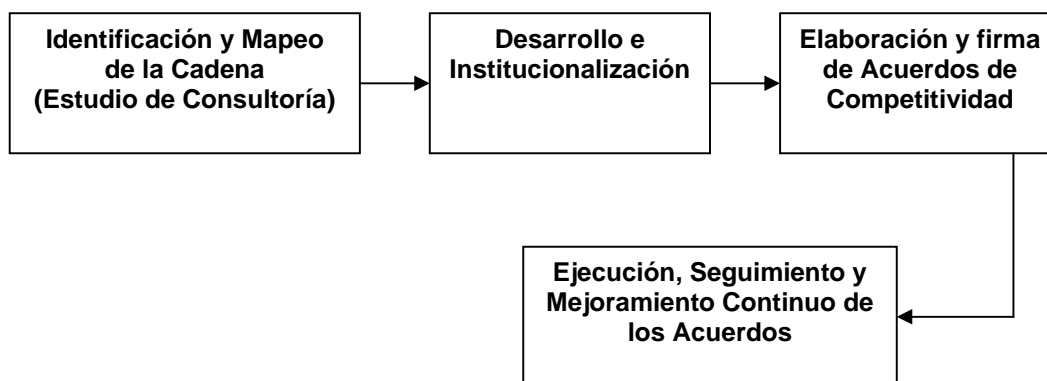 Identificación y Mapeo
de la Cadena
(Estudio de Consultoría)
Desarrollo e
Institucionalización
Elaboración y firma
de Acuerdos de
Competitividad
Ejecución, Seguimiento y
Mejoramiento Continuo de
los Acuerdos